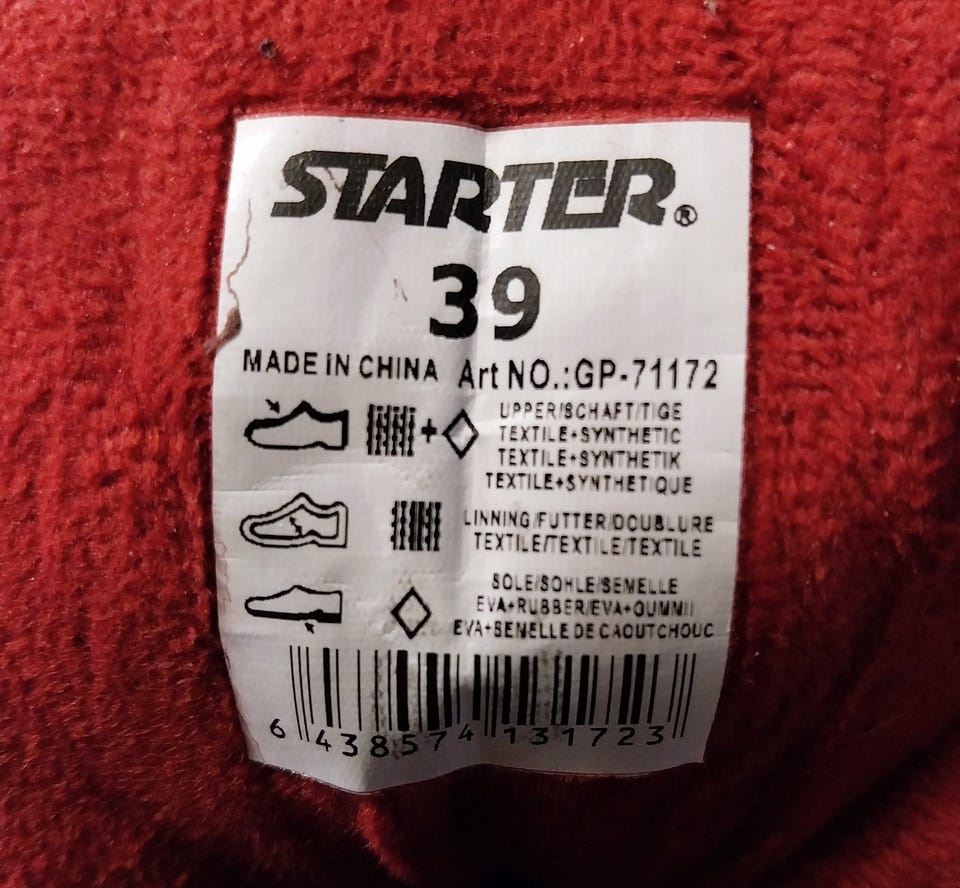 STARTER®
39
MADE IN CHINA Art NO.:GP-71172
UPPER/SCHAFT/TIGE
TEXTILE+SYNTHETIC
TEXTILE+SYNTHETIK
TEXTILE+SYNTHETIQUE
LINNING/FUTTER/DOUBLURE
TEXTILE/TEXTILE/TEXTILE
SOLE/SOHLE/SEMELLE
EVA+RUBBER/EVA+GUMMII
EVA+SEMELLE DE CAOUTCHOUC
6 438574 131723